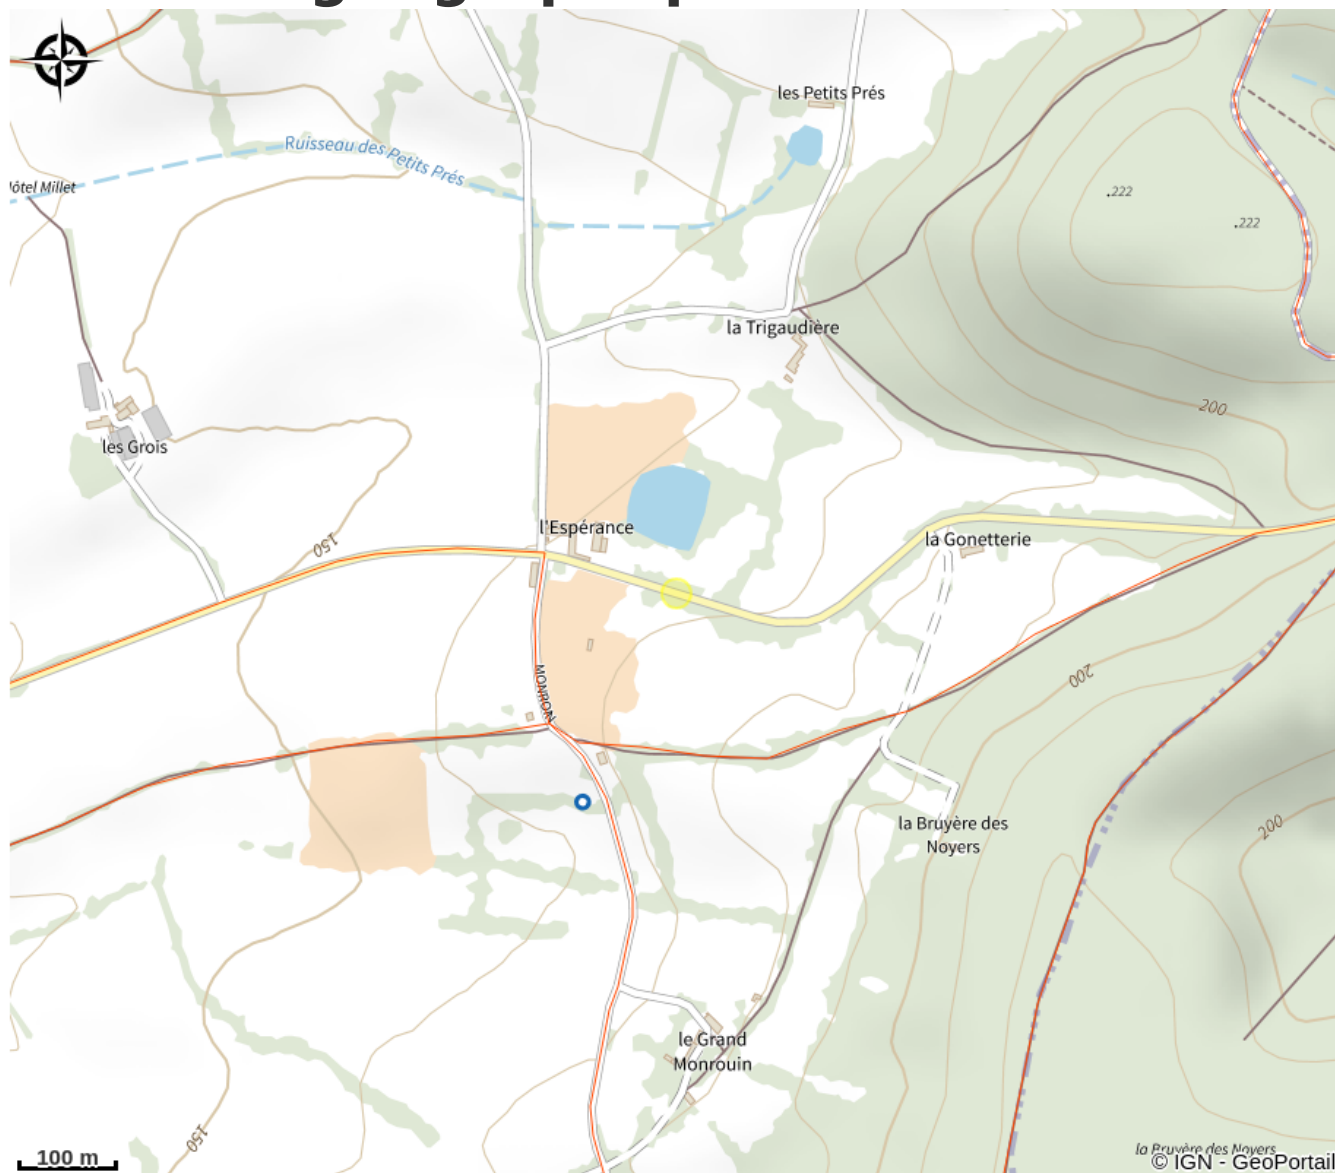 les Petits Prés
Ruisseau des Petits Prés
Hôtel Millet
.222
.222
la Trigaudière
200
les Grois
l'Espérance
la Gonetterie
150
200
MONRON
la Bruyère des
Noyers
200
le Grand
Monrouin
150
la Bruyère des Noyers
100 m
© IGN - GeoPortail